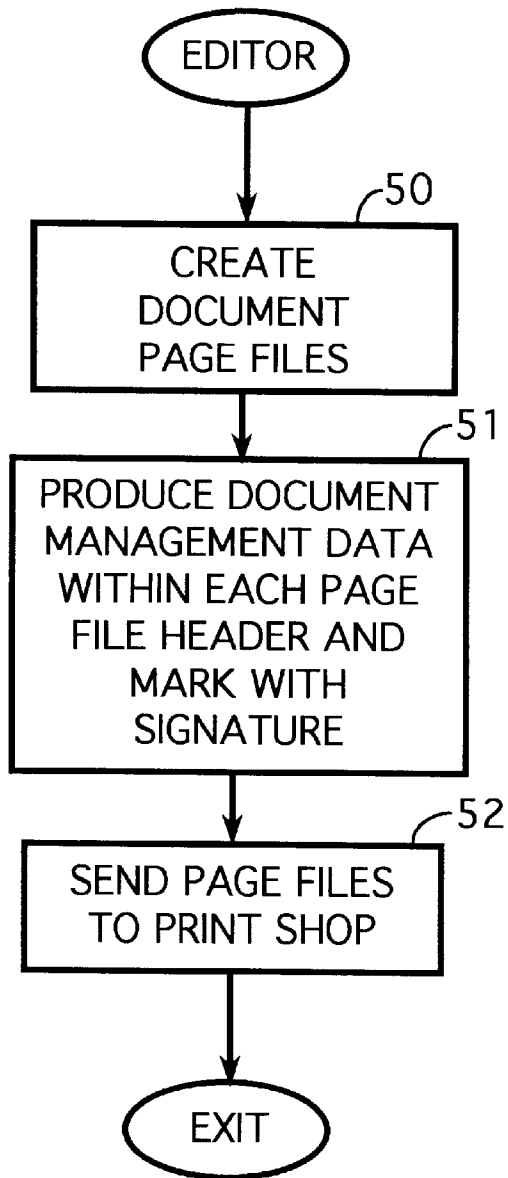 EDITOR
50
CREATE
DOCUMENT
PAGE FILES
51
PRODUCE DOCUMENT
MANAGEMENT DATA
WITHIN EACH PAGE
FILE HEADER AND
MARK WITH
SIGNATURE
52
SEND PAGE FILES
TO PRINT SHOP
EXIT